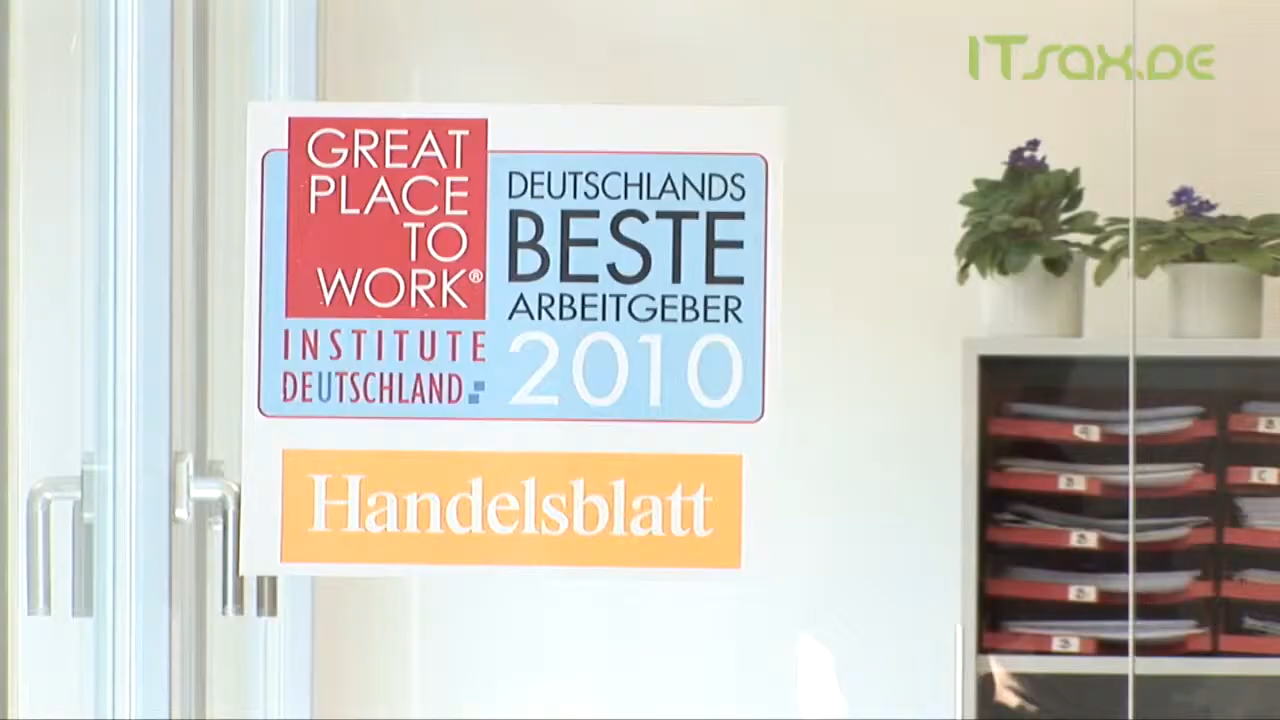 ITsax.DE
GREAT
PLACE
TO
WORK®
INSTITUTE
DEUTSCHLAND
DEUTSCHLANDS
BESTE
ARBEITGEBER
2010
Handelsblatt